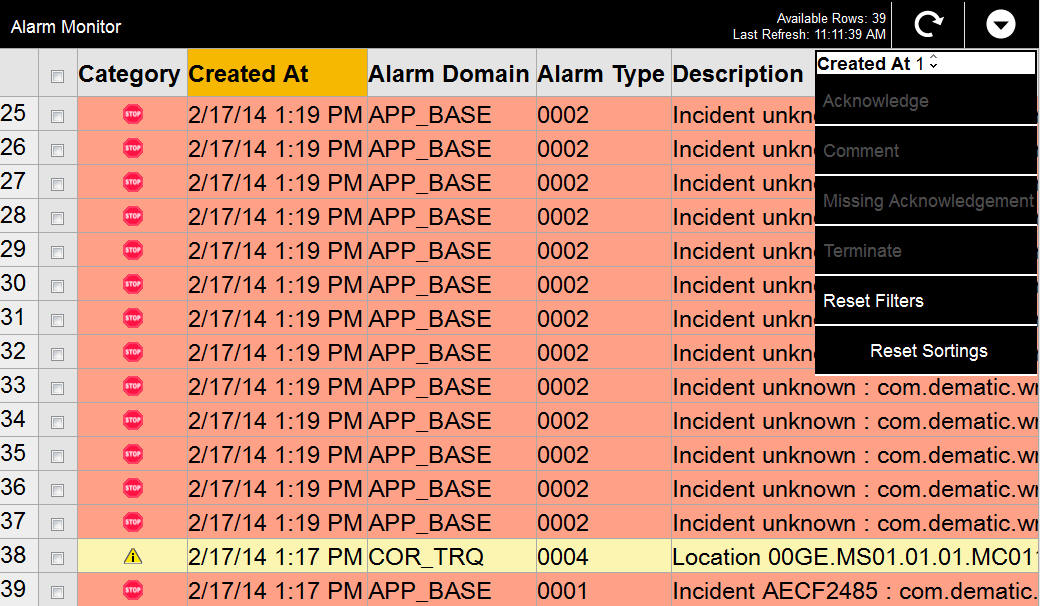 Alarm Monitor
Available Rows: 39
Last Refresh: 11:11:39 AM
Category Created At Alarm Domain Alarm Type Description
Created At 1
Acknowledge
Comment
Missing Acknowledgement
Terminate
Reset Filters
Reset Sortings
25 STOP 2/17/14 1:19 PM APP_BASE 0002 Incident
26 STOP 2/17/14 1:19 PM APP_BASE 0002 Incident
27 STOP 2/17/14 1:19 PM APP_BASE 0002 Incident
28 STOP 2/17/14 1:19 PM APP_BASE 0002 Incident
29 STOP 2/17/14 1:19 PM APP_BASE 0002 Incident
30 STOP 2/17/14 1:19 PM APP_BASE 0002 Incident
31 STOP 2/17/14 1:19 PM APP_BASE 0002 Incident
32 STOP 2/17/14 1:19 PM APP_BASE 0002 Incident
33 STOP 2/17/14 1:19 PM APP_BASE 0002 Incident unknown : com.dematic.
34 STOP 2/17/14 1:19 PM APP_BASE 0002 Incident unknown : com.dematic.
35 STOP 2/17/14 1:19 PM APP_BASE 0002 Incident unknown : com.dematic.
36 STOP 2/17/14 1:19 PM APP_BASE 0002 Incident unknown : com.dematic.
37 STOP 2/17/14 1:19 PM APP_BASE 0002 Incident unknown : com.dematic.
38 2/17/14 1:17 PM COR_TRQ 0004 Location 00GE.MS01.01.01.MC01
39 STOP 2/17/14 1:17 PM APP_BASE 0001 Incident AECF2485 : com.dematic.